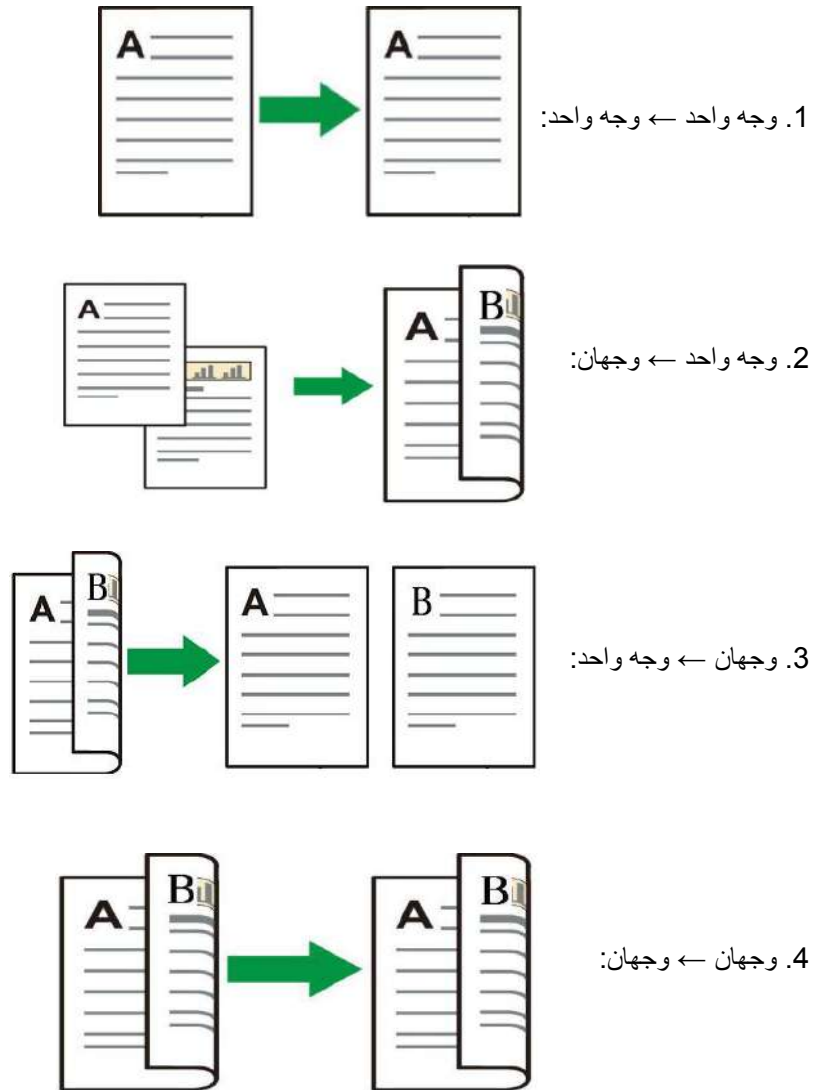 1. وجه واحد ← وجه واحد:
A
A
2. وجه واحد ← وجهان:
A
A
B
3. وجهان ← وجه واحد:
A
B
A
B
4. وجهان ← وجهان:
A
B
A
B